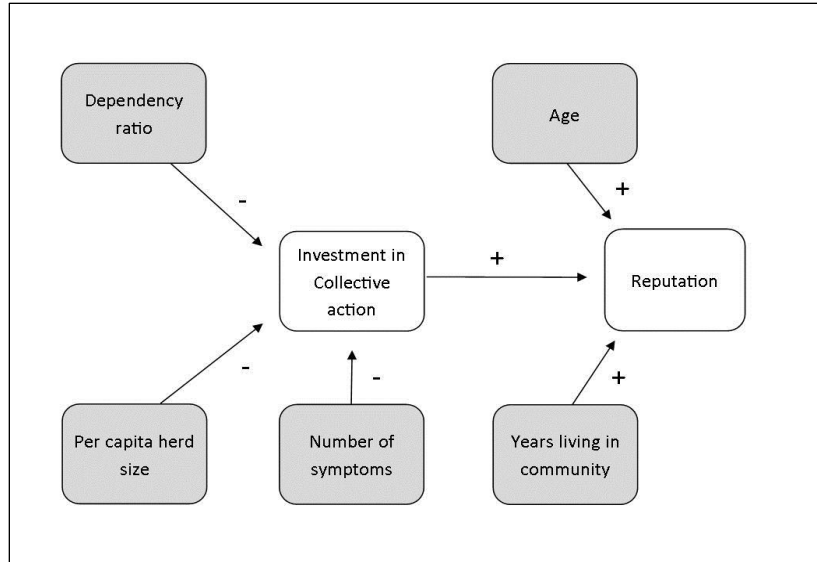 Dependency
ratio
Age
+
-
Investment in
Collective
action
+
Reputation
-
-
+
Per capita herd
size
Number of
symptoms
Years living in
community